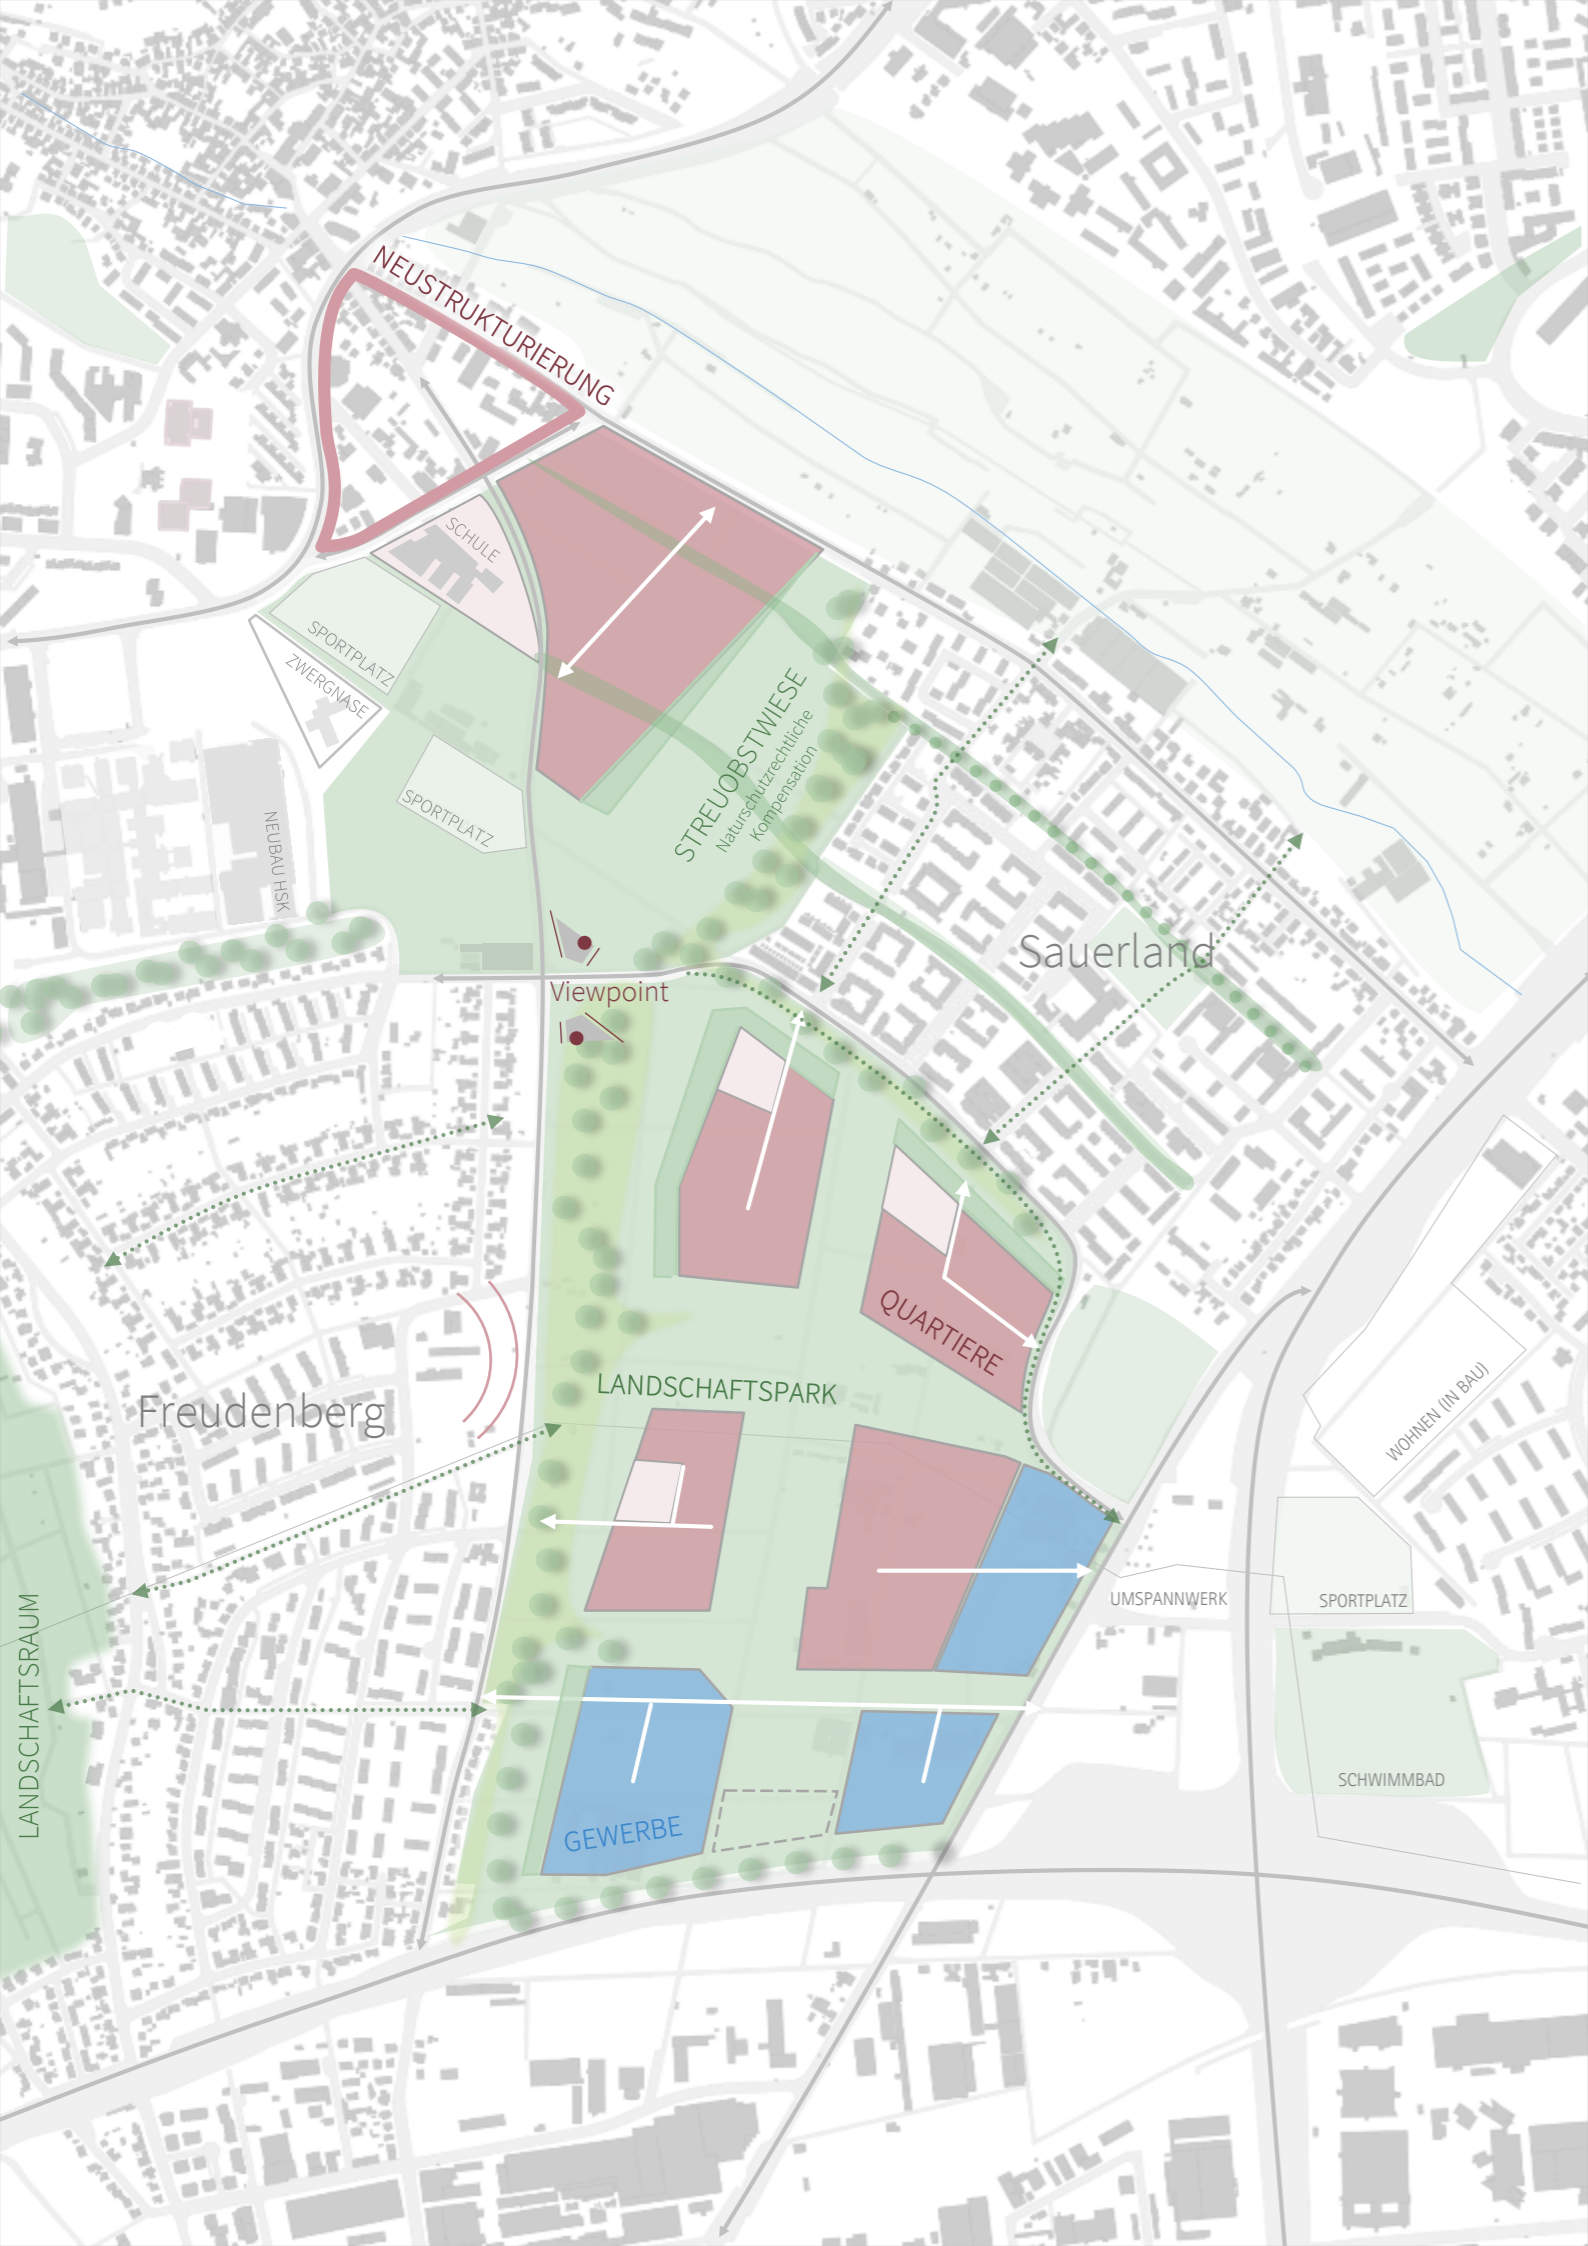 NEUSTRUKTURIERUNG
SCHULE
SPORTPLATZ
ZWERGNASE
STREUOBSTWIESE
Naturschutzrechtliche
Kompensation
SPORTPLATZ
NEUBAU HSK
Sauerland
Viewpoint
QUARTIERE
LANDSCHAFTSPARK
Freudenberg
WOHNEN (IN BAU)
UMSPANNWERK
SPORTPLATZ
LANDSCHAFTSRAUM
SCHWIMMBAD
GEWERBE